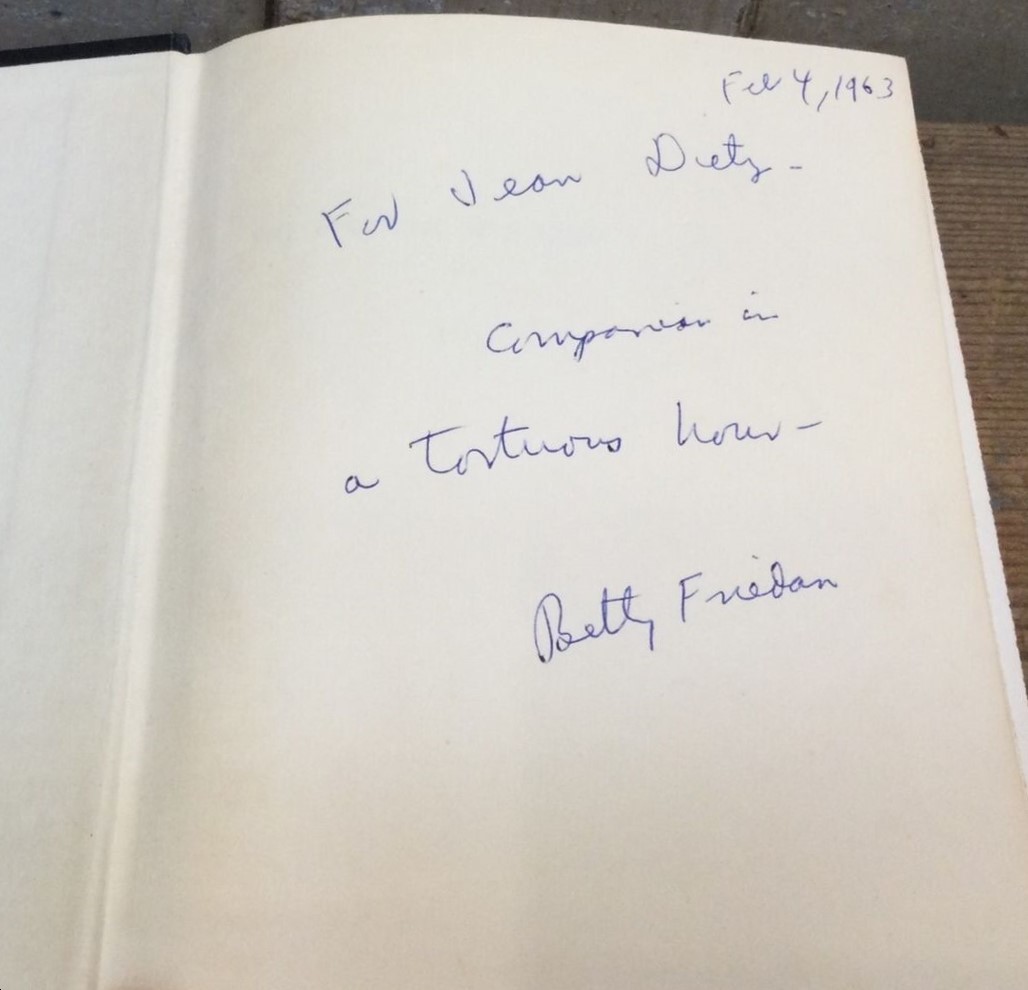 Feb 4, 1963
For Jean Dietz -
Companion in
a tortuous hour -
Betty Friedan